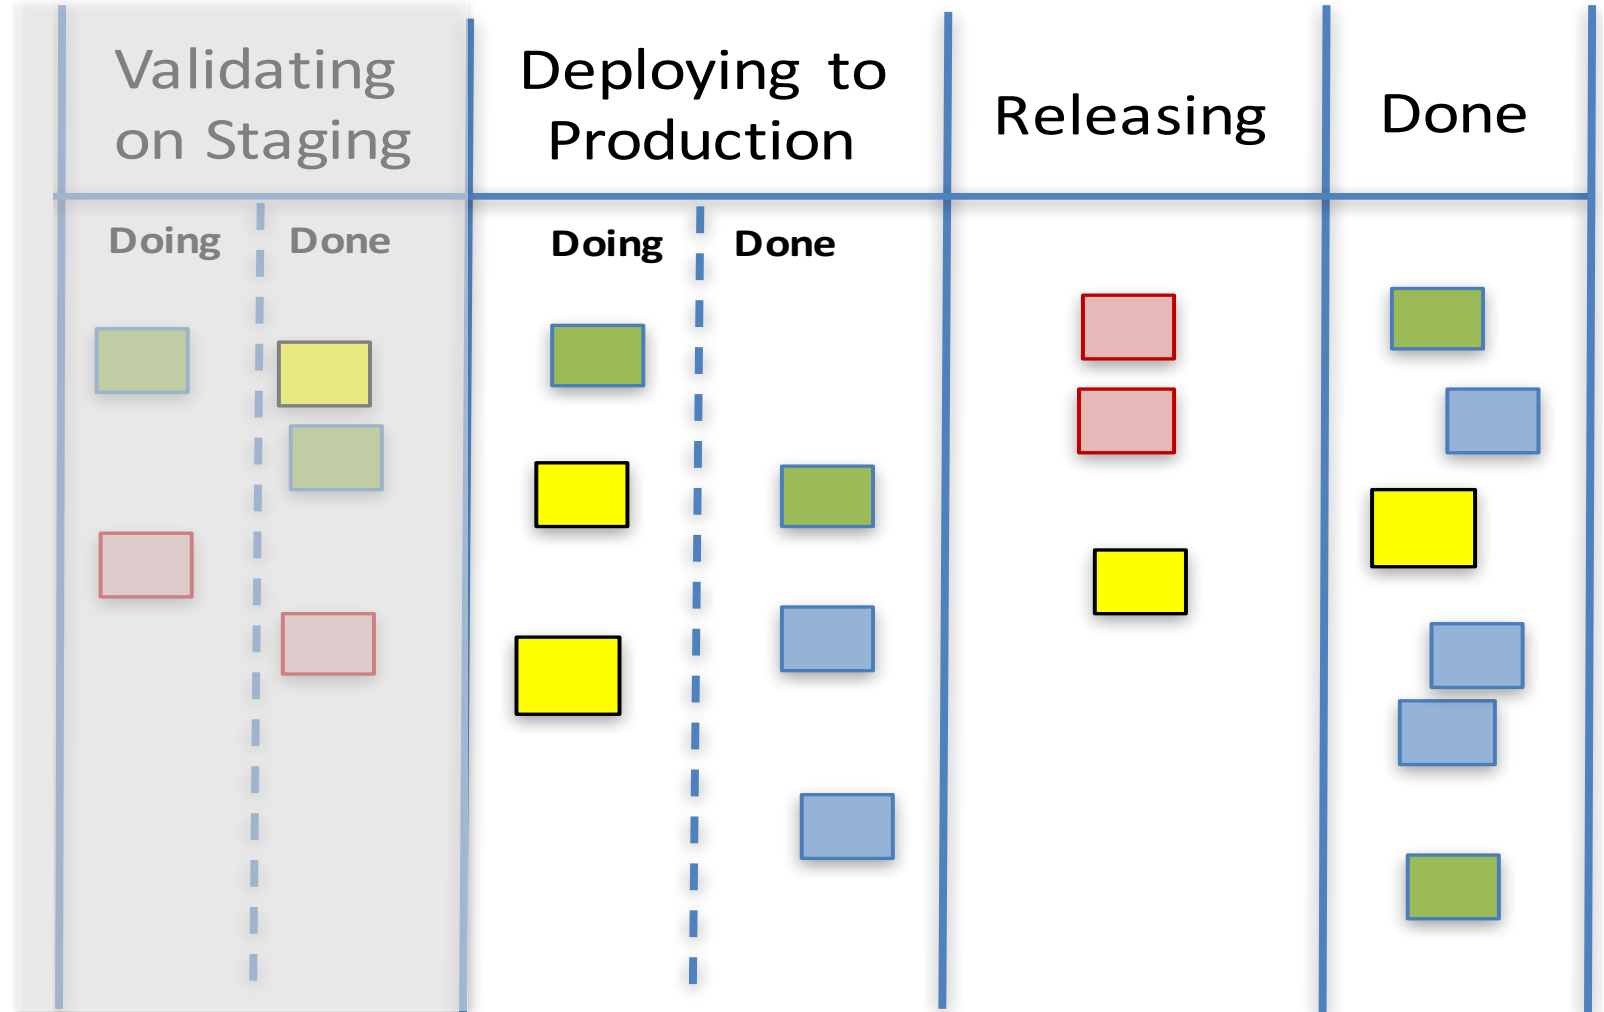 Validating
on Staging
Deploying to
Production
Releasing
Done
Doing
Done
Doing
Done